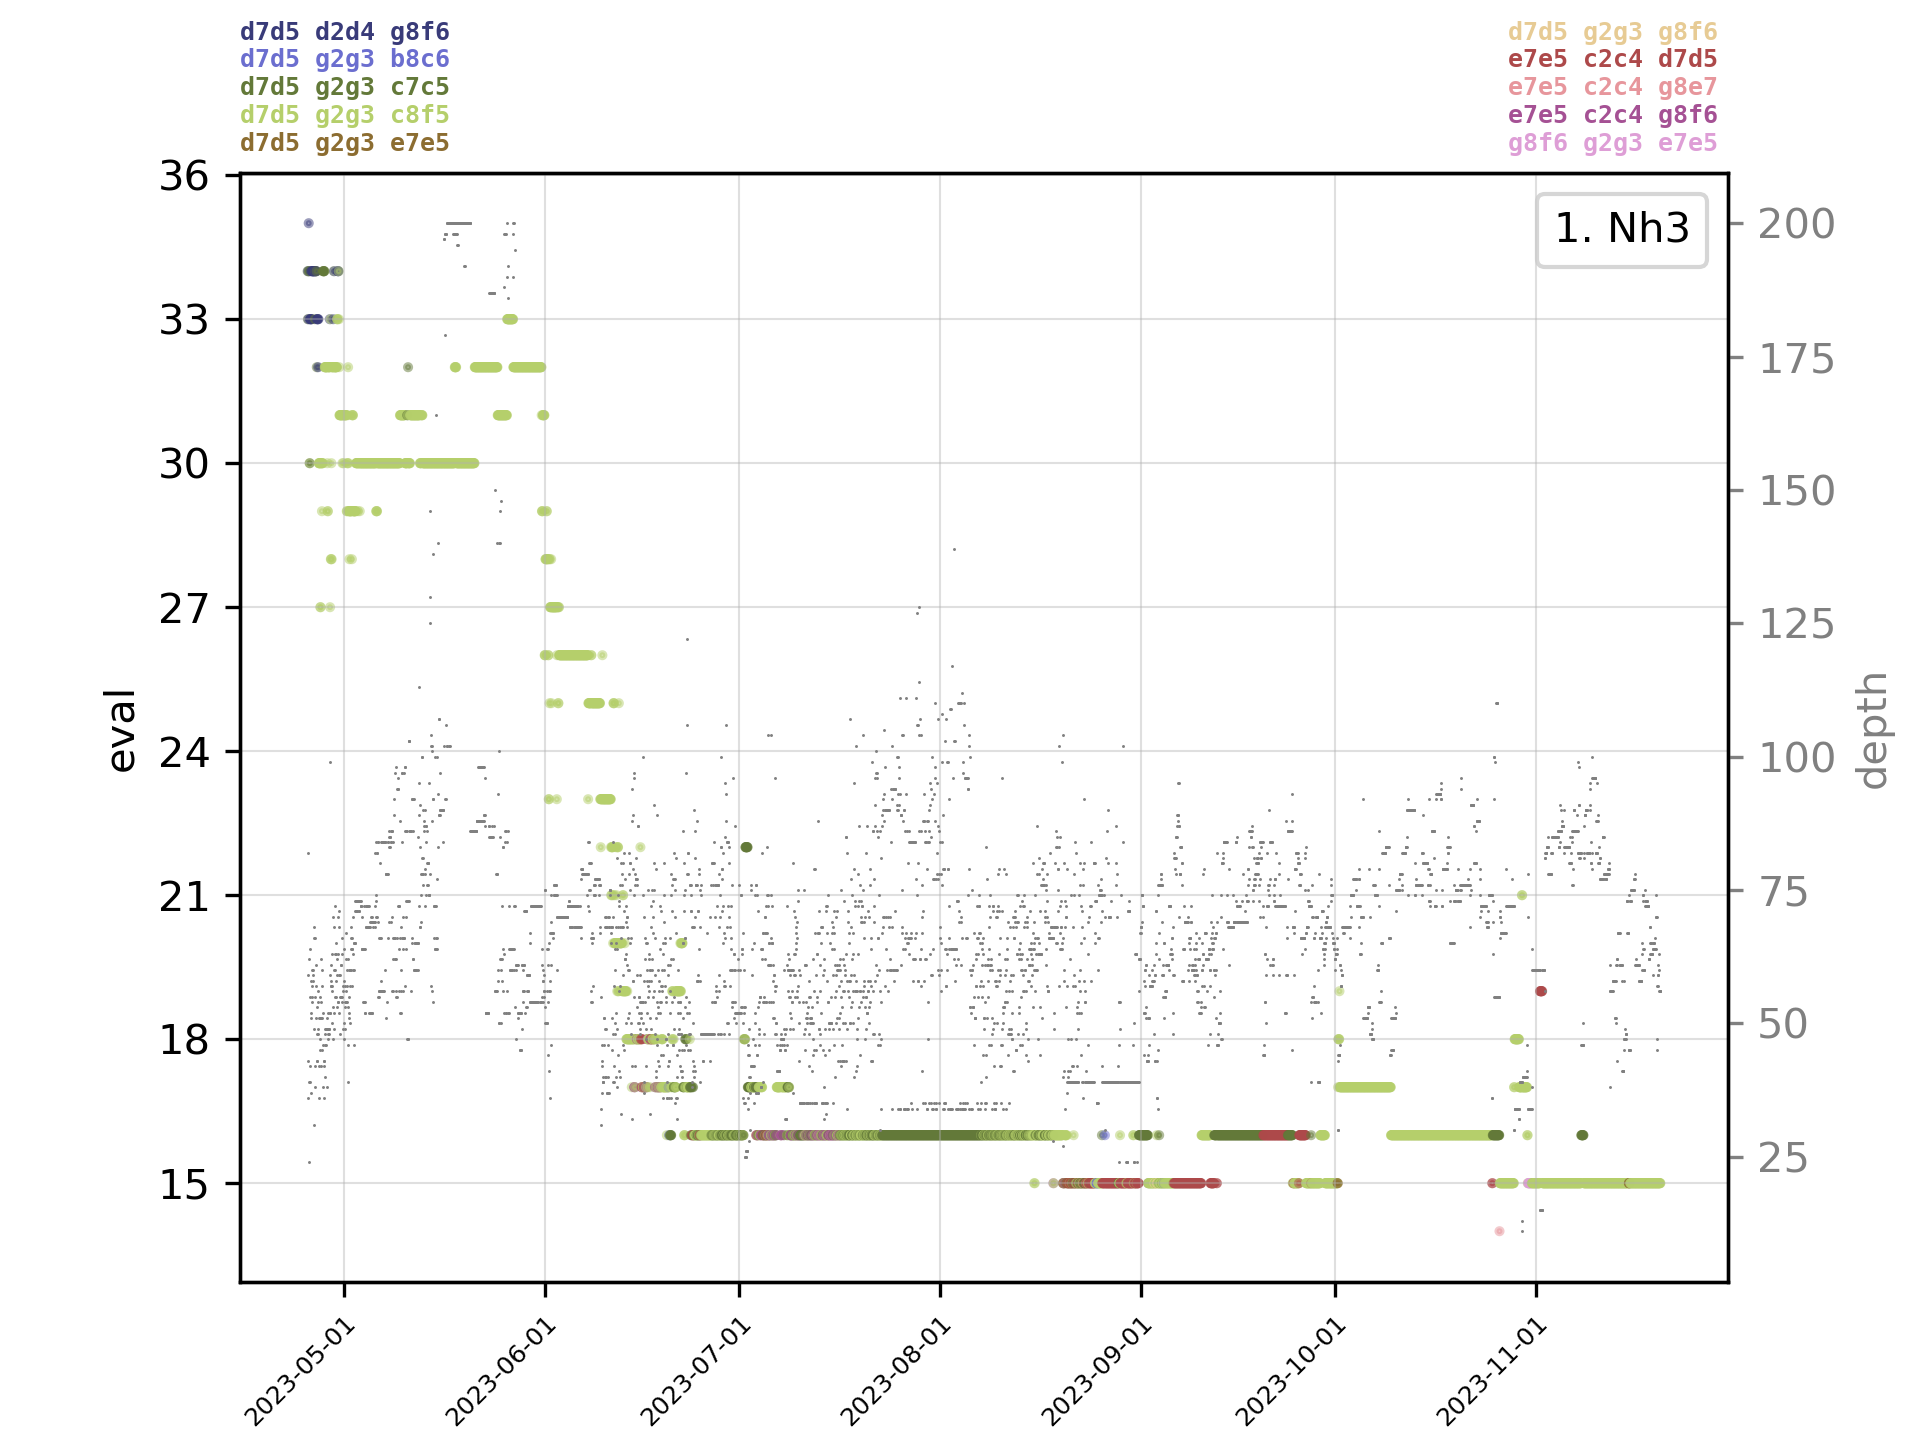 d7d5 d2d4 g8f6
d7d5 g2g3 b8c6
d7d5 g2g3 c7c5
d7d5 g2g3 c8f5
d7d5 g2g3 e7e5
d7d5 g2g3 g8f6
e7e5 c2c4 d7d5
e7e5 c2c4 g8e7
e7e5 c2c4 g8f6
g8f6 g2g3 e7e5
1. Nh3
eval
36
33
30
27
24
21
18
15
depth
200
175
150
125
100
75
50
25
2023-05-01
2023-06-01
2023-07-01
2023-08-01
2023-09-01
2023-10-01
2023-11-01